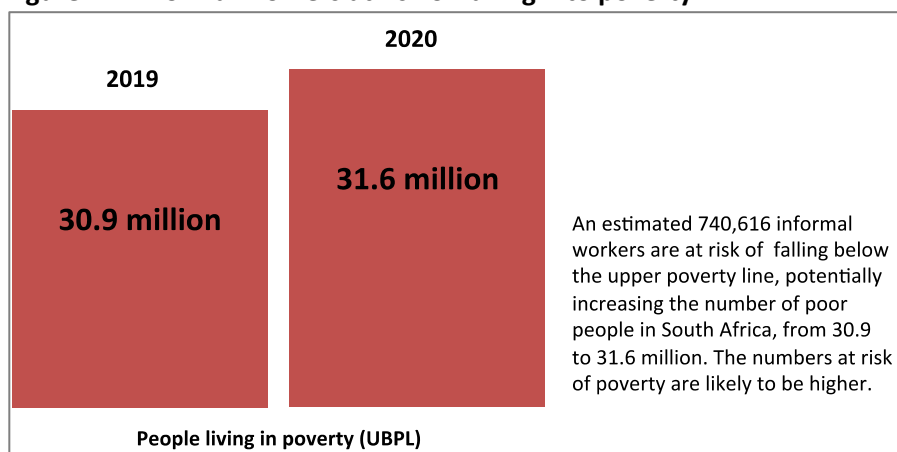 2019
2020
30.9 million
31.6 million
An estimated 740,616 informal
workers are at risk of falling below
the upper poverty line, potentially
increasing the number of poor
people in South Africa, from 30.9
to 31.6 million. The numbers at risk
of poverty are likely to be higher.
People living in poverty (UBPL)